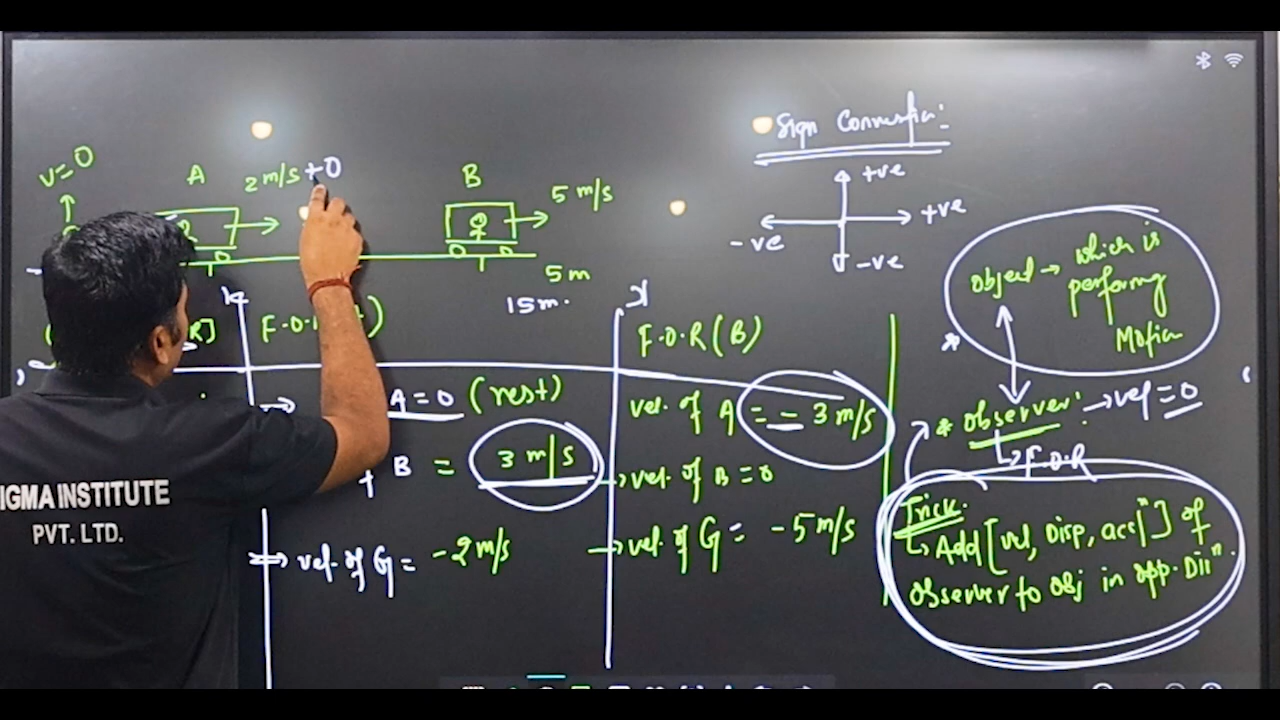 Sign Convention:
+ve
+ve
-ve
-ve
v=0
A
2 m/s +0
B
5 m/s
5 m
15 m.
object → which is
performing
Motion
* observer: → vel = 0
↳ F.O.R
Trick:
↳ Add [vel, Disp, accⁿ] of
observer to obj in opp. Dirⁿ.
F.O.R(B)
A = 0 (rest)
B = 3 m/s
→ vel. of G = -2 m/s
vel. of A = - 3 m/s
→ vel. of B = 0
→ vel. of G = -5 m/s
IGMA INSTITUTE
PVT. LTD.